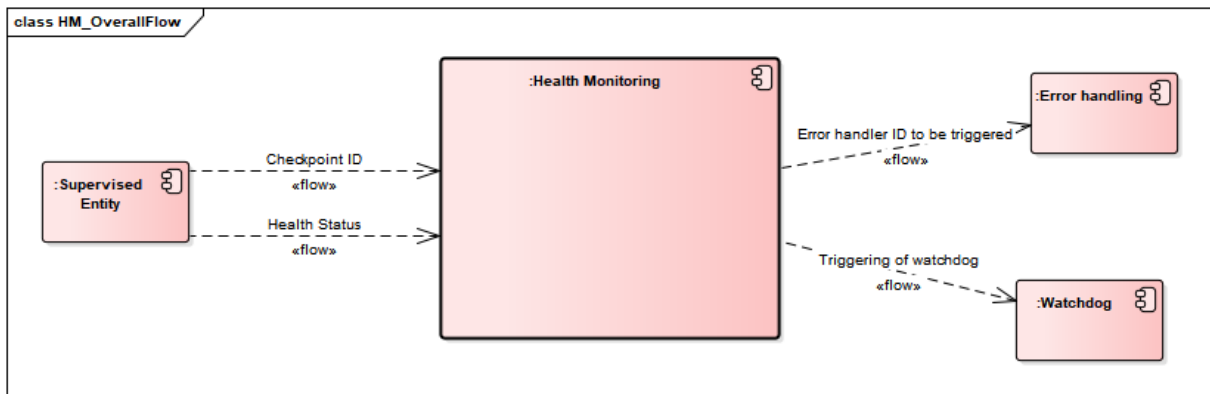 class HM_OverallFlow
:Health Monitoring
:Error handling
Error handler ID to be triggered
«flow»
Checkpoint ID
«flow»
:Supervised
Entity
Health Status
«flow»
Triggering of watchdog
«flow»
:Watchdog